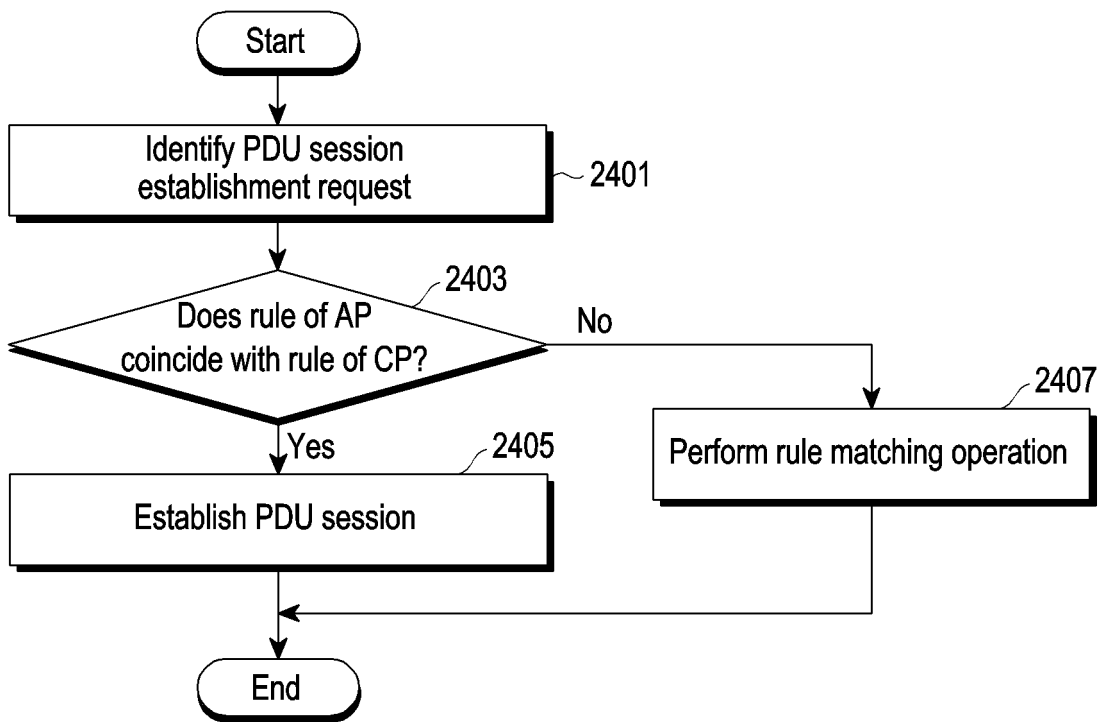 Start
Identify PDU session
establishment request
2401
2403
Does rule of AP
coincide with rule of CP?
No
Yes
2405
Establish PDU session
2407
Perform rule matching operation
End